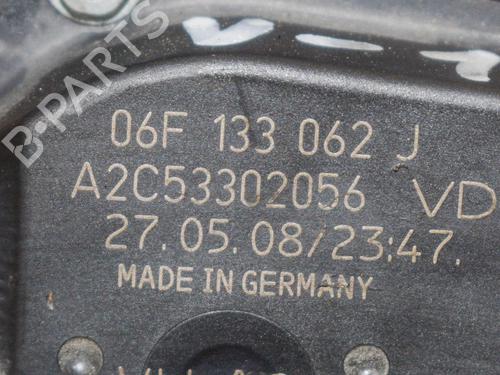 B-PARTS
06F 133 062 J
A2C53302056 VD
27.05.08/23:47.
MADE IN GERMANY